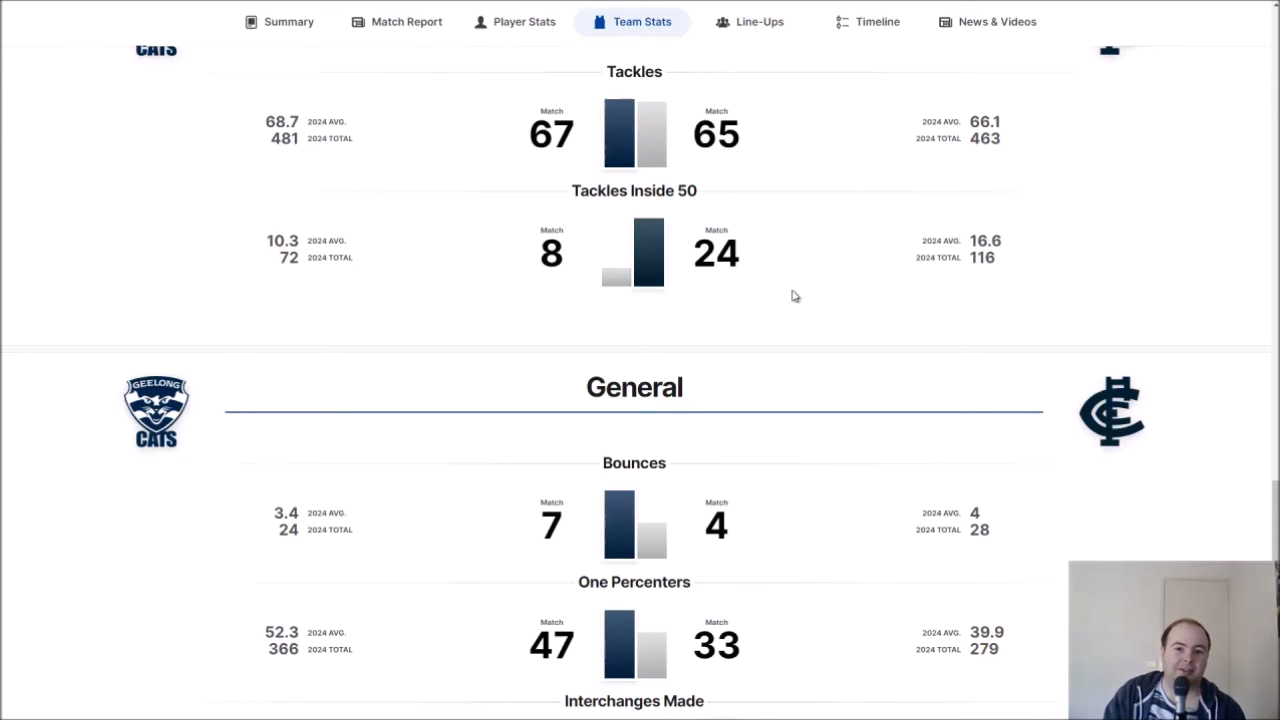 Summary Match Report Player Stats Team Stats Line-Ups Timeline News & Videos
CATS
Tackles
68.7 2024 AVG. Match 67 Match 65 2024 AVG. 66.1
481 2024 TOTAL 2024 TOTAL 463
Tackles Inside 50
10.3 2024 AVG. Match 8 Match 24 2024 AVG. 16.6
72 2024 TOTAL 2024 TOTAL 116
GEELONG
CATS
General
CFC
Bounces
3.4 2024 AVG. Match 7 Match 4 2024 AVG. 4
24 2024 TOTAL 2024 TOTAL 28
One Percenters
52.3 2024 AVG. Match 47 Match 33 2024 AVG. 39.9
366 2024 TOTAL 2024 TOTAL 279
Interchanges Made